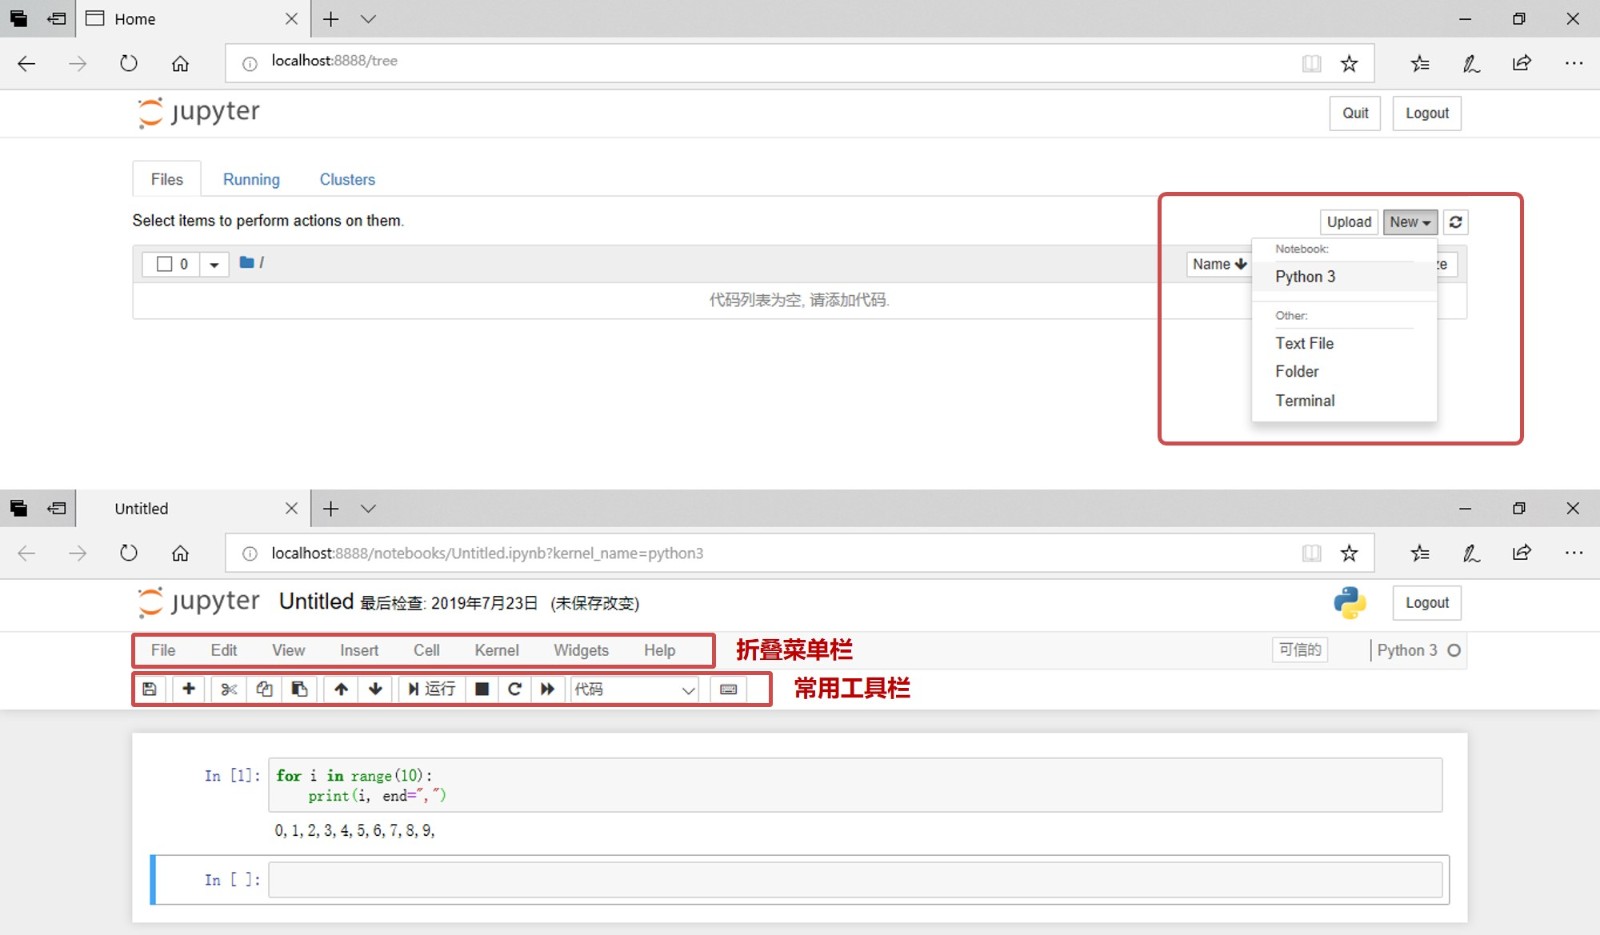 Home
localhost:8888/tree
jupyter
Quit
Logout
Files
Running
Clusters
Select items to perform actions on them.
Upload
New
0
/
Name
ze
Notebook:
Python 3
代码列表为空, 请添加代码.
Other:
Text File
Folder
Terminal
Untitled
localhost:8888/notebooks/Untitled.ipynb?kernel_name=python3
jupyter Untitled 最后检查: 2019年7月23日 (未保存改变)
Logout
File Edit View Insert Cell Kernel Widgets Help
折叠菜单栏
可信的
Python 3
运行
代码
常用工具栏
In [1]: for i in range(10):
print(i, end=",")
0,1,2,3,4,5,6,7,8,9,
In [ ]: